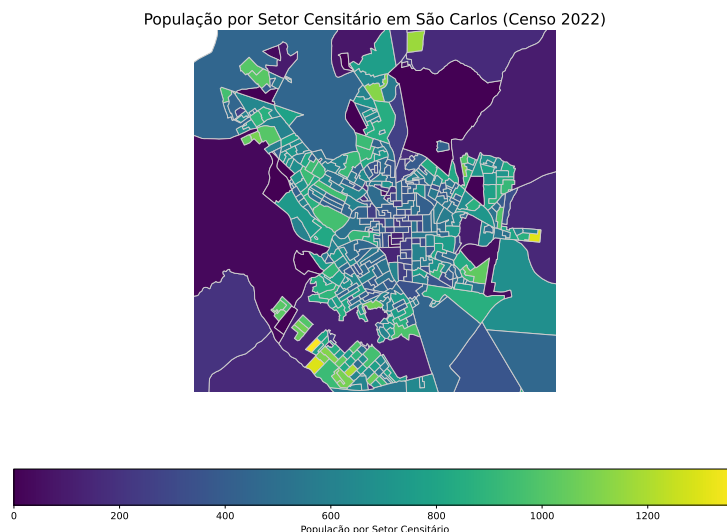 População por Setor Censitário em São Carlos (Censo 2022)
0 200 400 600 800 1000 1200
População por Setor Censitário